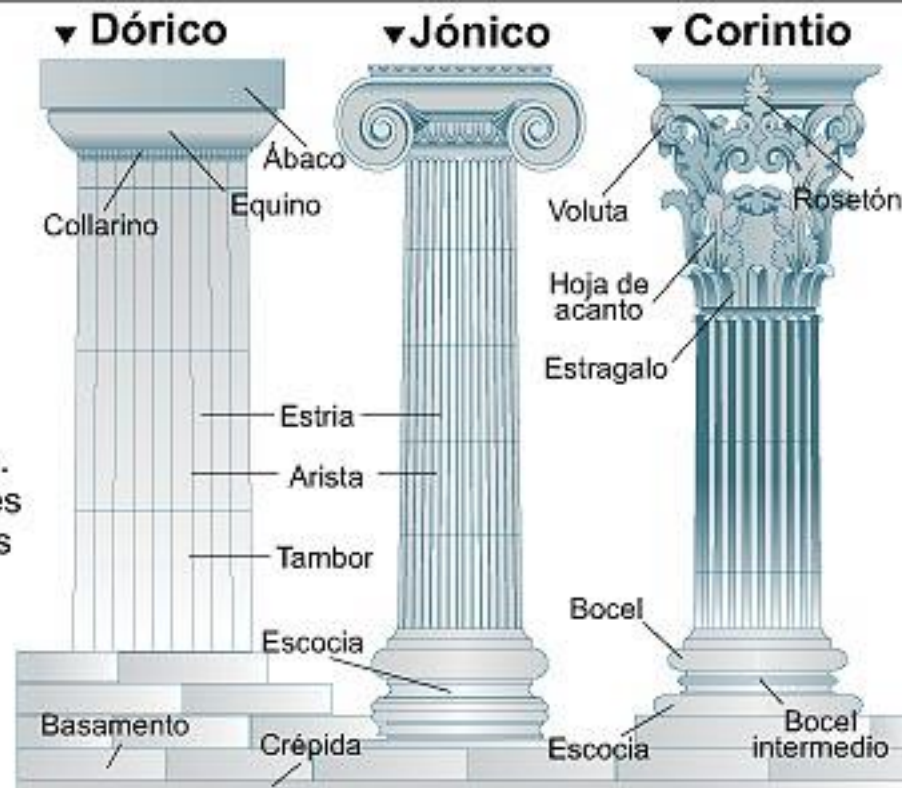 Dórico
Jónico
Corintio
Ábaco
Equino
Collarino
Voluta
Rosetón
Hoja de
acanto
Estragalo
Estria
Arista
Tambor
Escocia
Bocel
Basamento
Crépida
Escocia
Bocel
intermedio